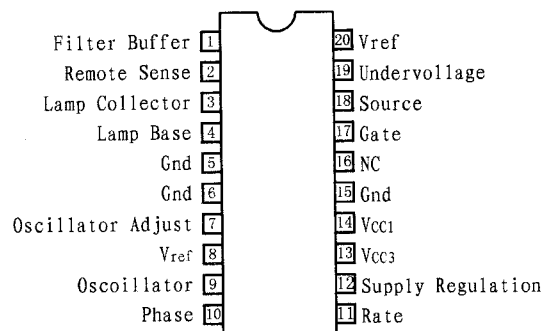 Filter Buffer 1 20 Vref
Remote Sense 2 19 Undervollage
Lamp Collector 3 18 Source
Lamp Base 4 17 Gate
Gnd 5 16 NC
Gnd 6 15 Gnd
Oscillator Adjust 7 14 VCC1
Vref 8 13 VCC3
Oscoillator 9 12 Supply Regulation
Phase 10 11 Rate